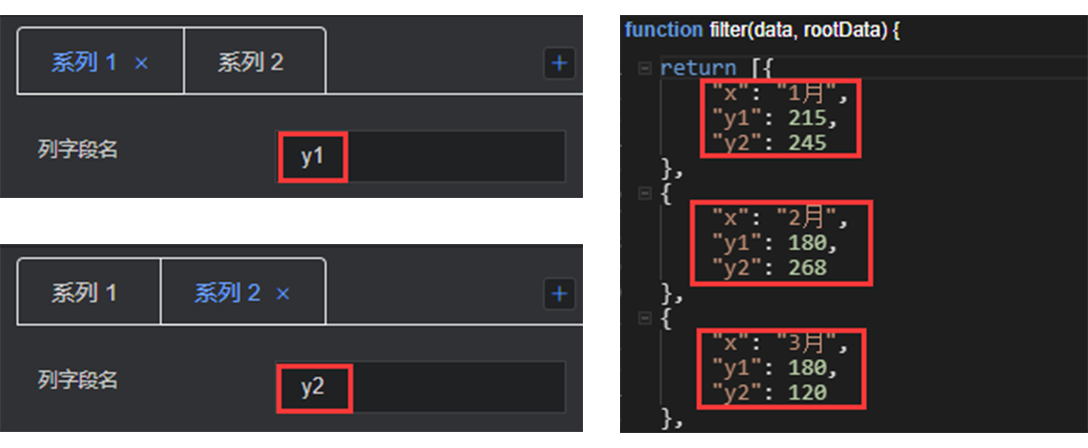 系列 1 × 系列 2 +
列字段名 y1
系列 1 系列 2 × +
列字段名 y2
function filter(data, rootData) {
return [{
"x": "1月",
"y1": 215,
"y2": 245
},
{
"x": "2月",
"y1": 180,
"y2": 268
},
{
"x": "3月",
"y1": 180,
"y2": 120
},